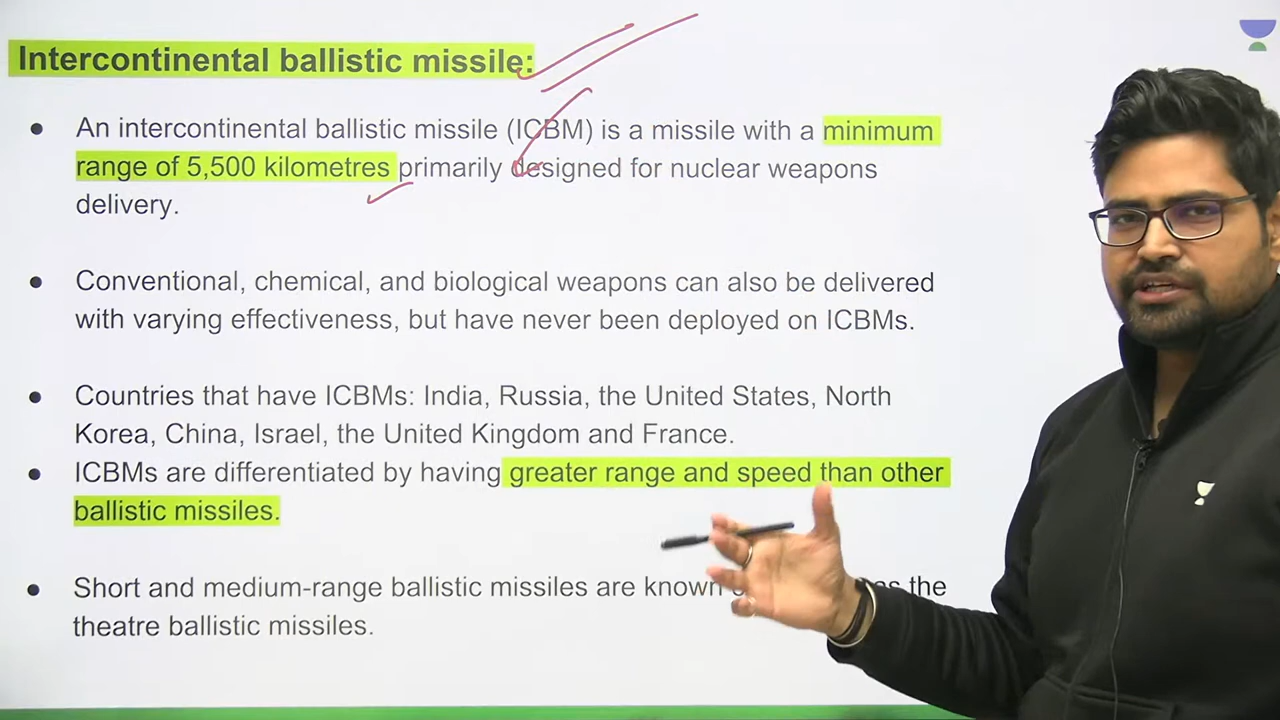 Intercontinental ballistic missile:
● An intercontinental ballistic missile (ICBM) is a missile with a minimum
range of 5,500 kilometres primarily designed for nuclear weapons
delivery.
● Conventional, chemical, and biological weapons can also be delivered
with varying effectiveness, but have never been deployed on ICBMs.
● Countries that have ICBMs: India, Russia, the United States, North
Korea, China, Israel, the United Kingdom and France.
● ICBMs are differentiated by having greater range and speed than other
ballistic missiles.
● Short and medium-range ballistic missiles are known as the
theatre ballistic missiles.